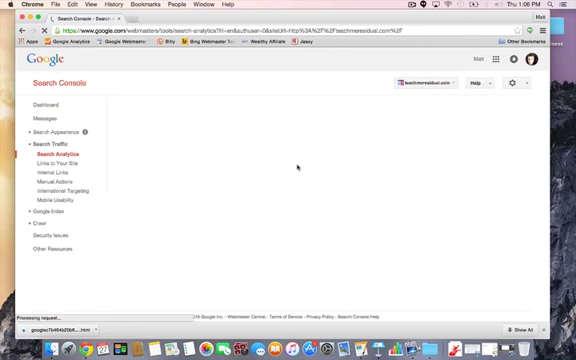 Chrome File Edit View History Bookmarks People Window Help
Thu 1:06 PM
Search Console - Search
Matt
https://www.google.com/webmasters/tools/search-analytics?hl=en&authuser=0&siteUrl=http%3A%2F%2Fteachmeresidual.com%2F
Apps Google Analytics Google Webmaster Bitly Bing Webmaster Too Wealthy Affiliate Jaaxy Other Bookmarks
Google Matt
Search Console teachmeresidual.com Help
Dashboard
Messages
Search Appearance
Search Traffic
Search Analytics
Links to Your Site
Internal Links
Manual Actions
International Targeting
Mobile Usability
Google Index
Crawl
Security Issues
Other Resources
Processing request...
Google Inc. - Webmaster Central - Terms of Service - Privacy Policy - Search Console Help
Show All